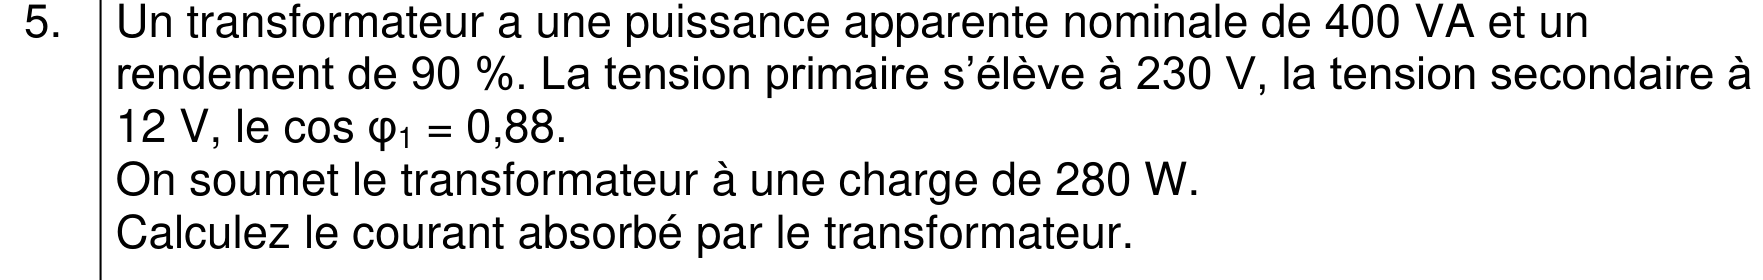 5. Un transformateur a une puissance apparente nominale de 400 VA et un
rendement de 90 %. La tension primaire s’élève à 230 V, la tension secondaire à
12 V, le cos φ₁ = 0,88.
On soumet le transformateur à une charge de 280 W.
Calculez le courant absorbé par le transformateur.